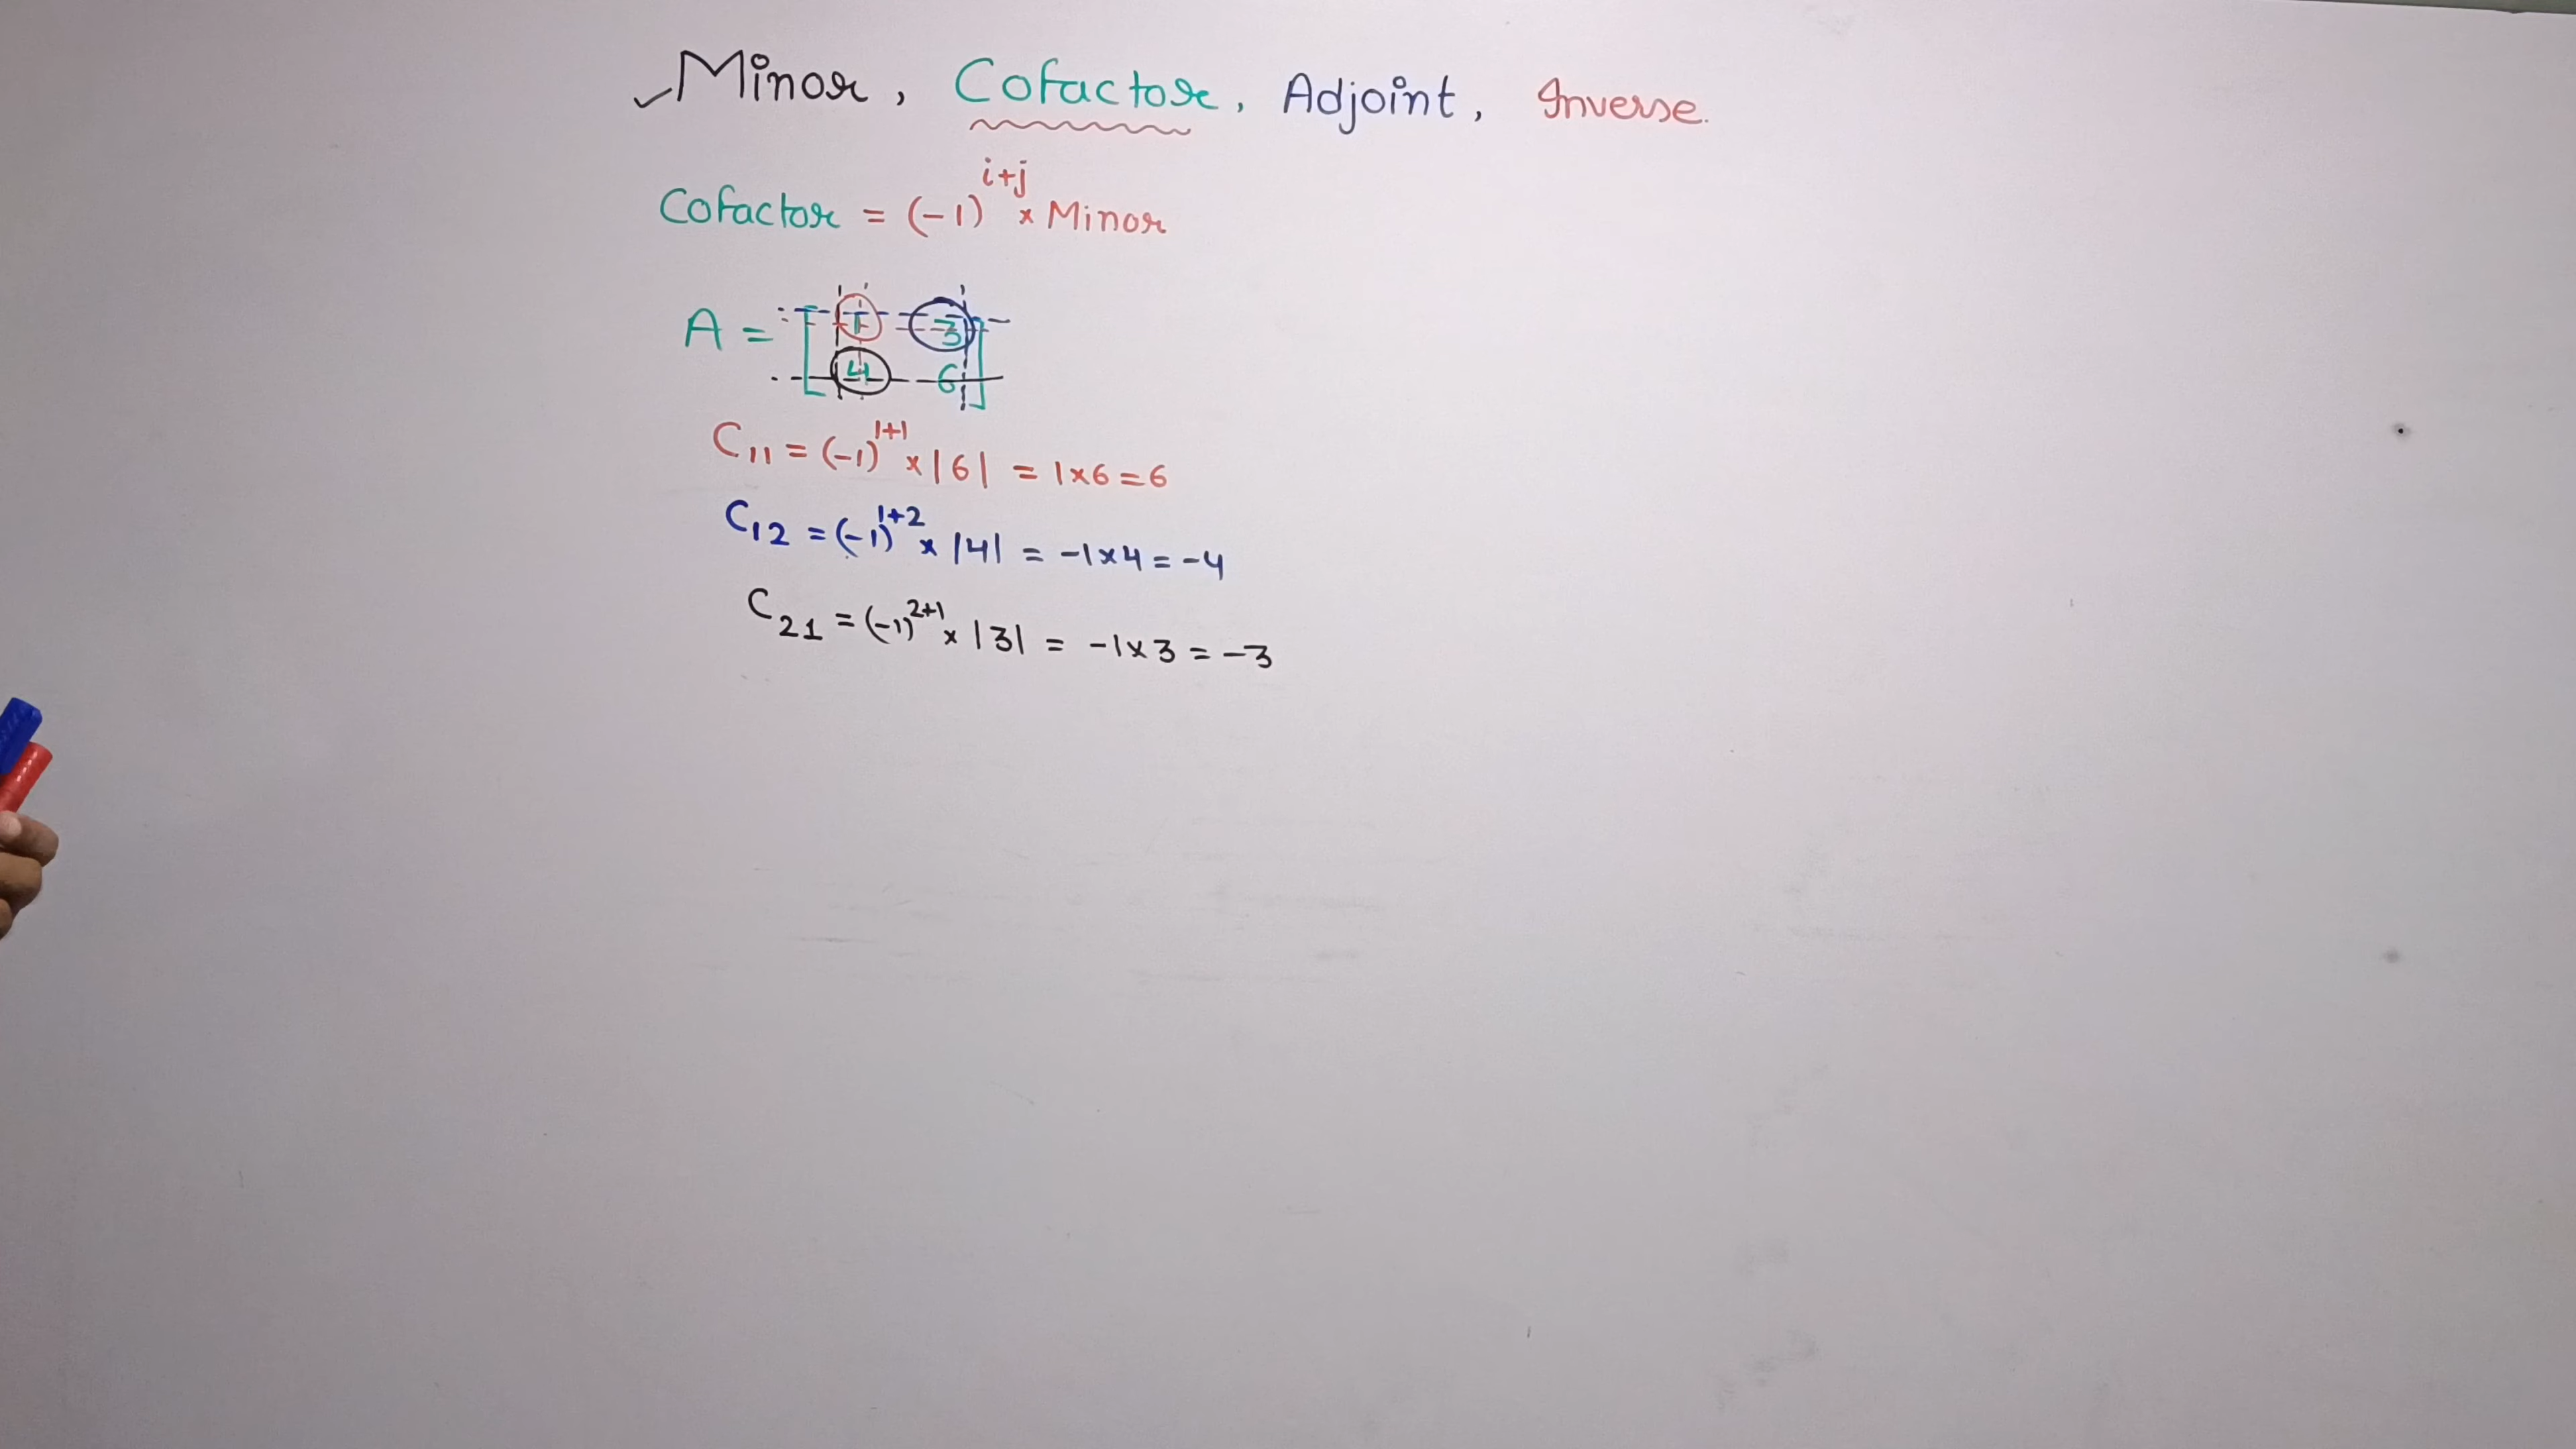 ✓Minor, Cofactor, Adjoint, Inverse.
Cofactor = (-1)^{i+j} × Minor
A = [1 3
4 6]
C₁₁ = (-1)^{1+1} × |6| = 1×6 = 6
C₁₂ = (-1)^{1+2} × |4| = -1×4 = -4
C₂₁ = (-1)^{2+1} × |3| = -1×3 = -3